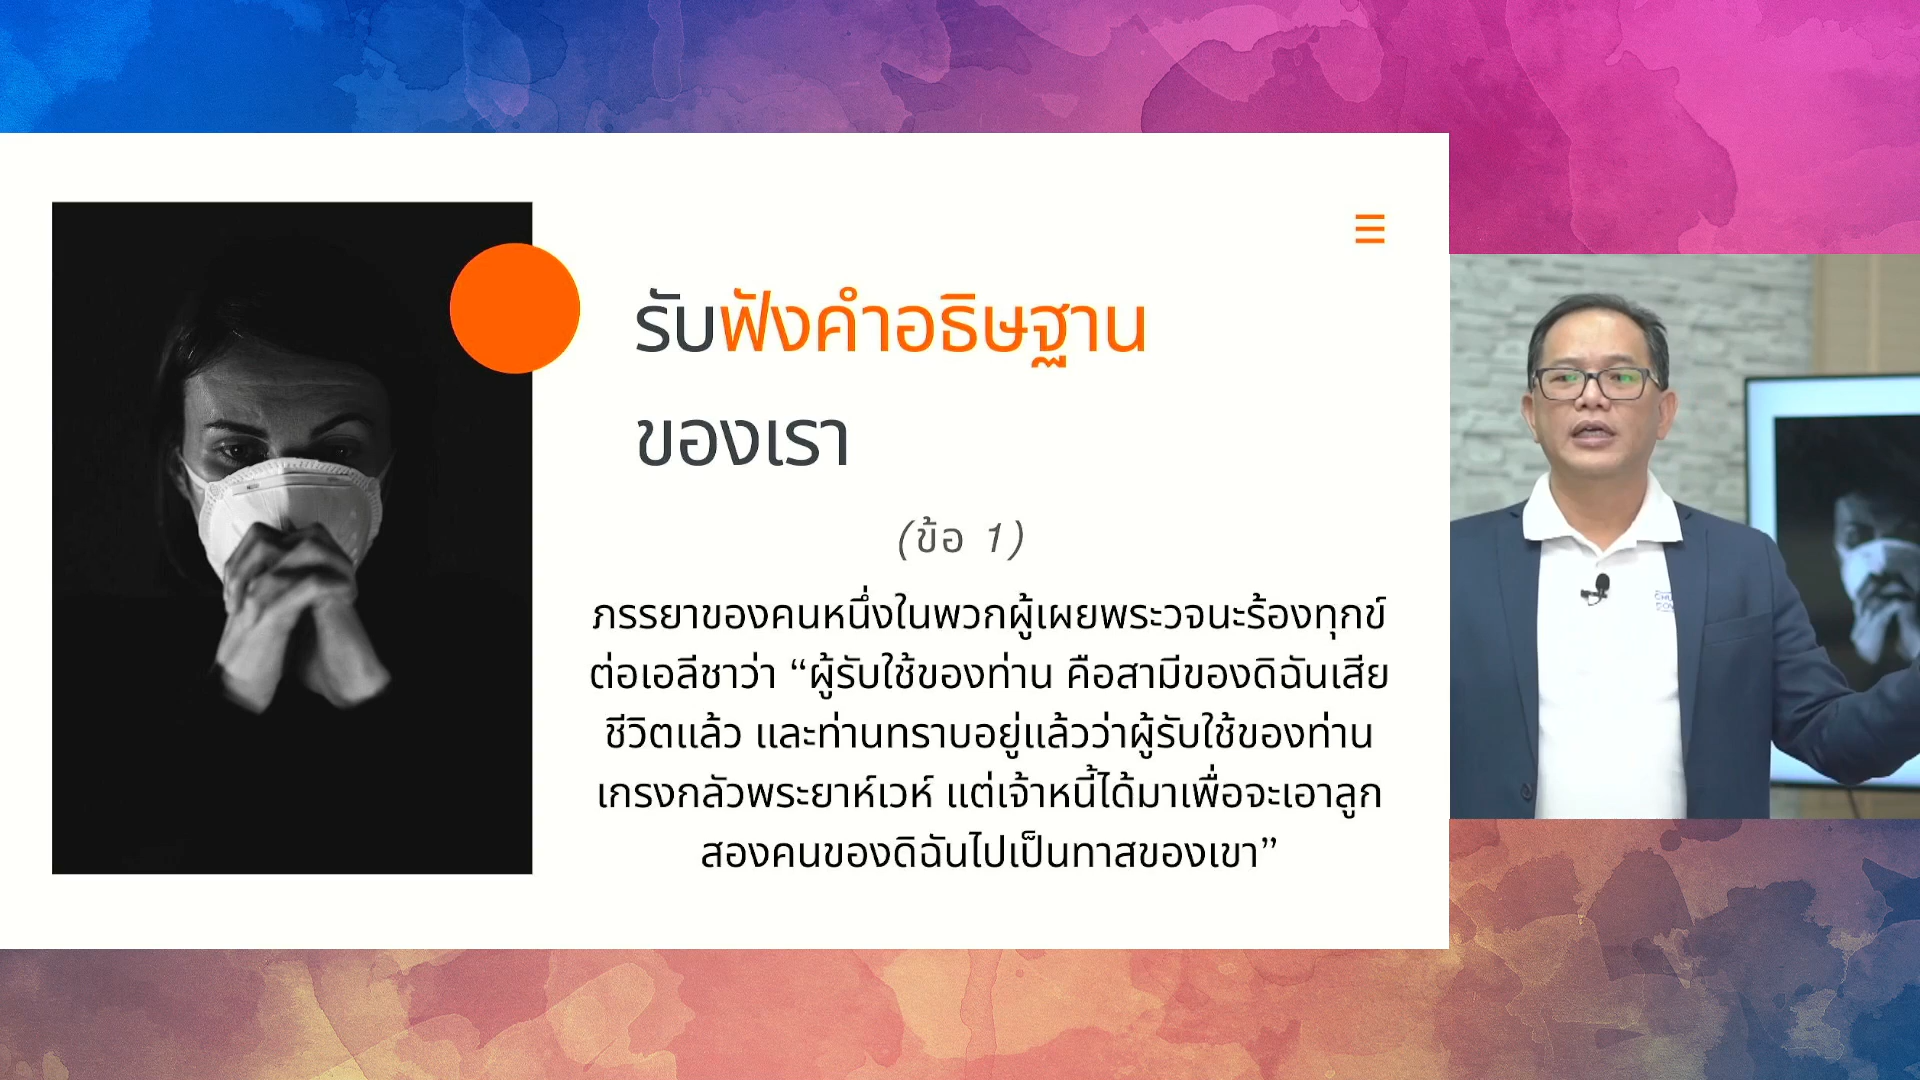 รับฟังคำอธิษฐาน
ของเรา
(ข้อ 1)
ภรรยาของคนหนึ่งในพวกผู้เผยพระวจนะร้องทุกข์
ต่อเอลีชาว่า “ผู้รับใช้ของท่าน คือสามีของดิฉันเสีย
ชีวิตแล้ว และท่านทราบอยู่แล้วว่าผู้รับใช้ของท่าน
เกรงกลัวพระยาห์เวห์ แต่เจ้าหนี้ได้มาเพื่อจะเอาลูก
สองคนของดิฉันไปเป็นทาสของเขา”